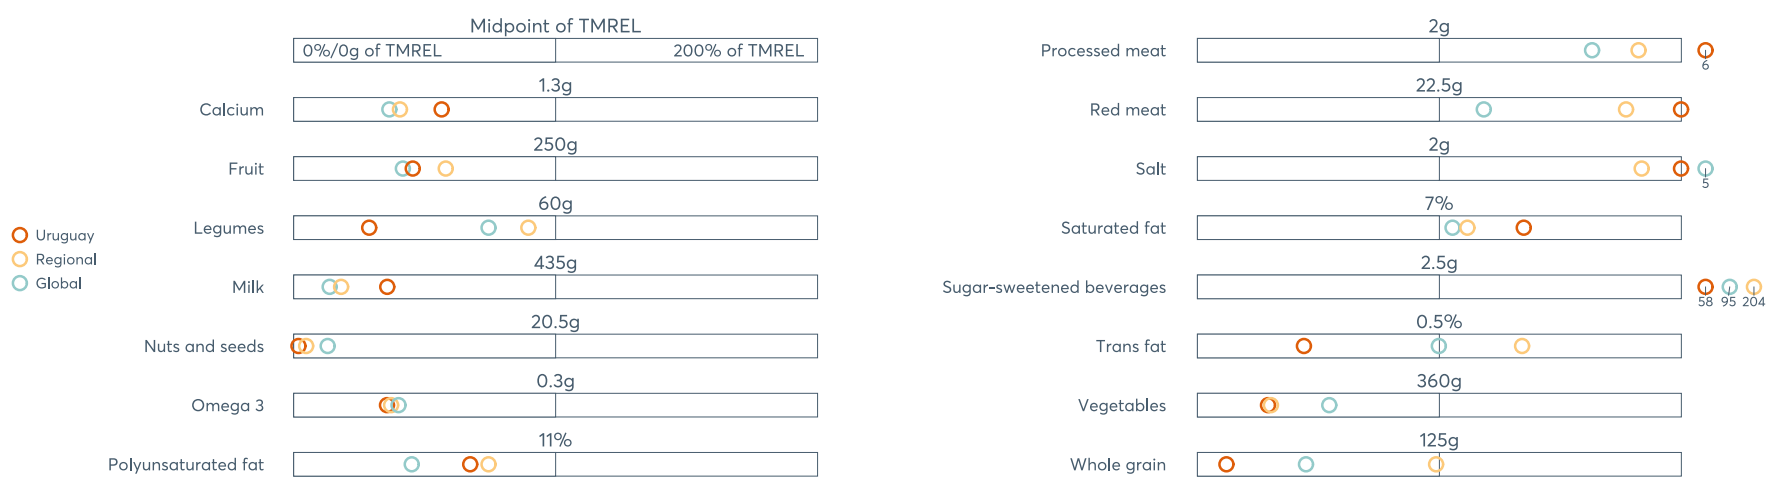 Midpoint of TMREL
0%/0g of TMREL 200% of TMREL
1.3g
Calcium
250g
Fruit
60g
Legumes
435g
Milk
20.5g
Nuts and seeds
0.3g
Omega 3
11%
Polyunsaturated fat
Uruguay
Regional
Global
2g
Processed meat
6
22.5g
Red meat
2g
Salt
5
7%
Saturated fat
2.5g
Sugar-sweetened beverages
58 95 204
0.5%
Trans fat
360g
Vegetables
125g
Whole grain